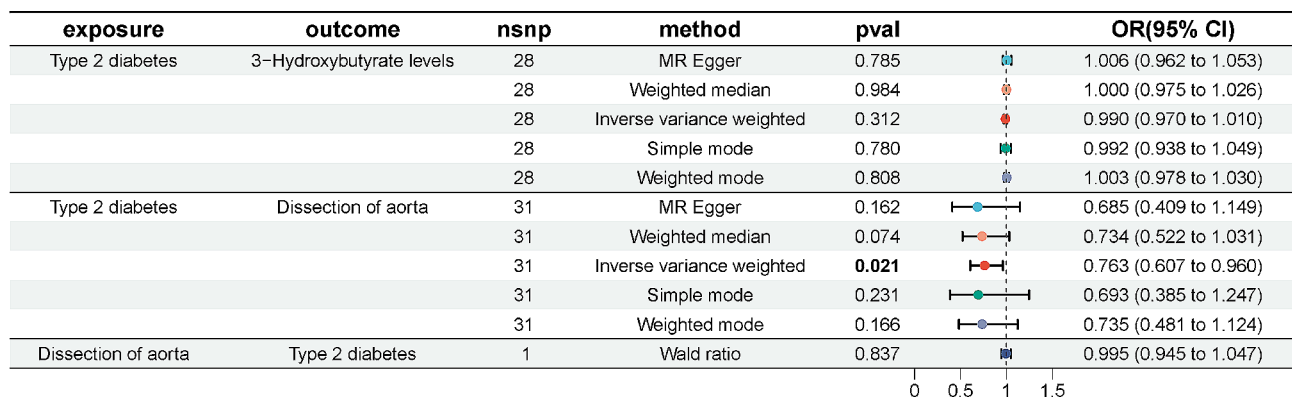 exposure outcome nsnp method pval OR(95% CI)
Type 2 diabetes 3−Hydroxybutyrate levels 28 MR Egger 0.785 1.006 (0.962 to 1.053)
28 Weighted median 0.984 1.000 (0.975 to 1.026)
28 Inverse variance weighted 0.312 0.990 (0.970 to 1.010)
28 Simple mode 0.780 0.992 (0.938 to 1.049)
28 Weighted mode 0.808 1.003 (0.978 to 1.030)
Type 2 diabetes Dissection of aorta 31 MR Egger 0.162 0.685 (0.409 to 1.149)
31 Weighted median 0.074 0.734 (0.522 to 1.031)
31 Inverse variance weighted 0.021 0.763 (0.607 to 0.960)
31 Simple mode 0.231 0.693 (0.385 to 1.247)
31 Weighted mode 0.166 0.735 (0.481 to 1.124)
Dissection of aorta Type 2 diabetes 1 Wald ratio 0.837 0.995 (0.945 to 1.047)
0 0.5 1 1.5